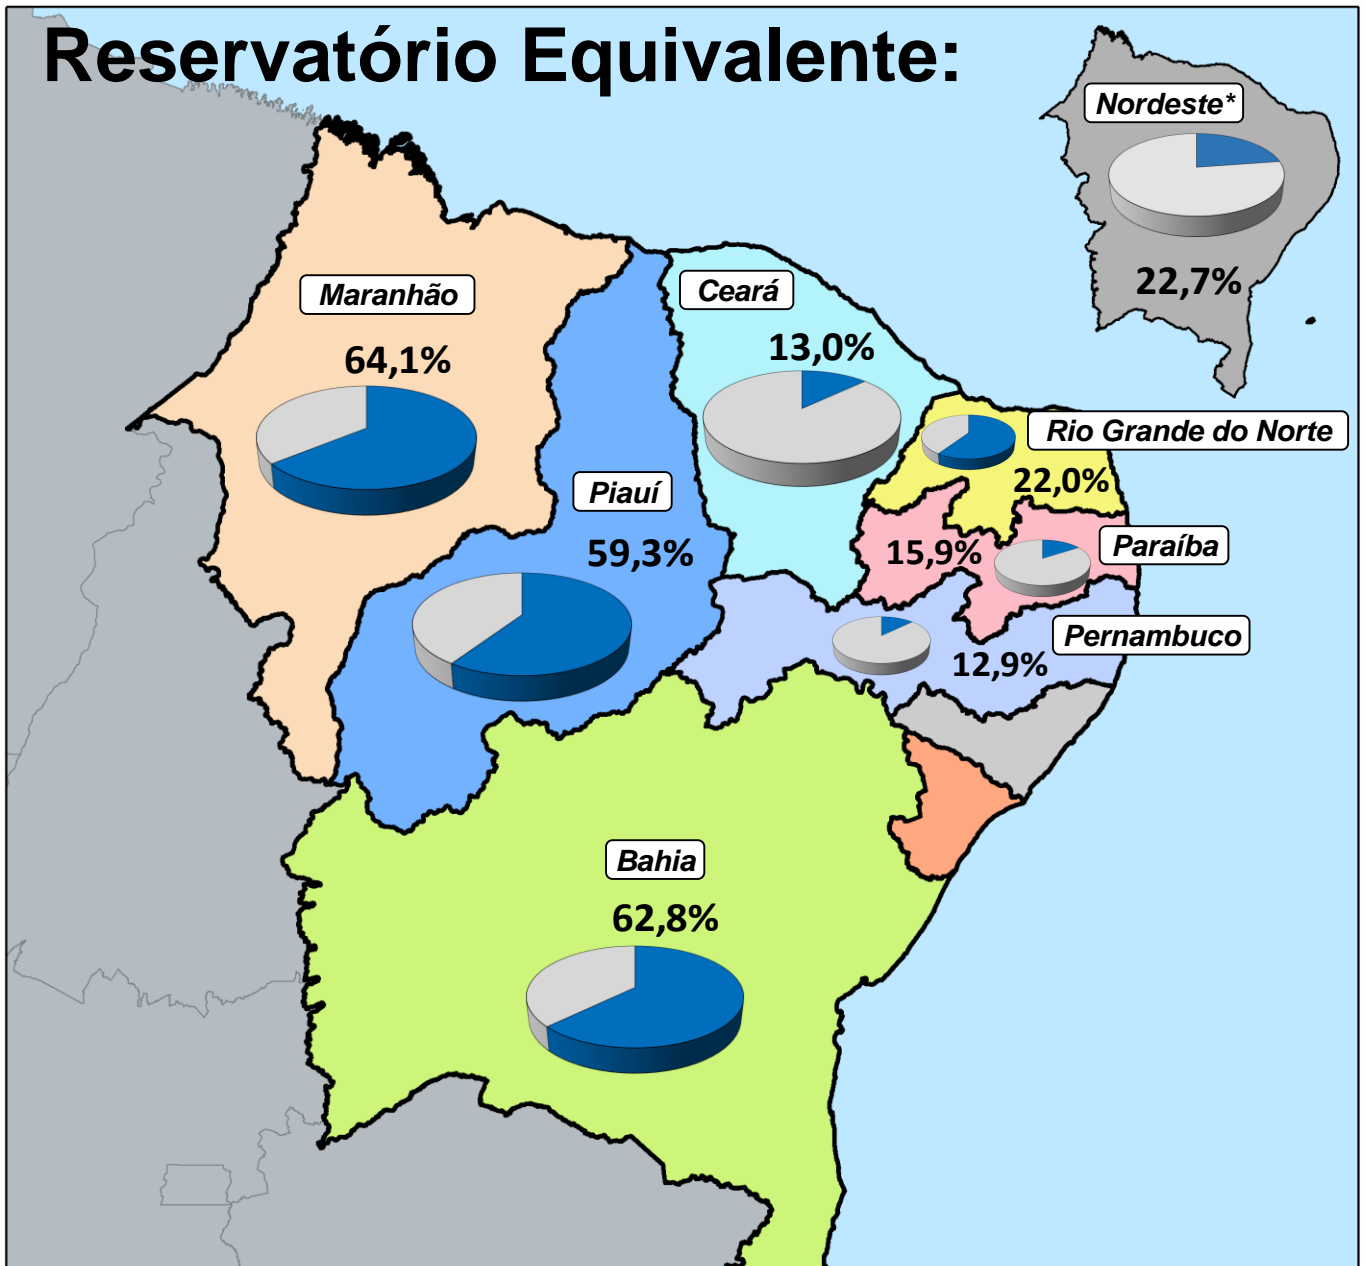 Reservatório Equivalente:
Nordeste*
22,7%
Maranhão
64,1%
Ceará
13,0%
Rio Grande do Norte
22,0%
Piauí
59,3%
Paraíba
15,9%
Pernambuco
12,9%
Bahia
62,8%